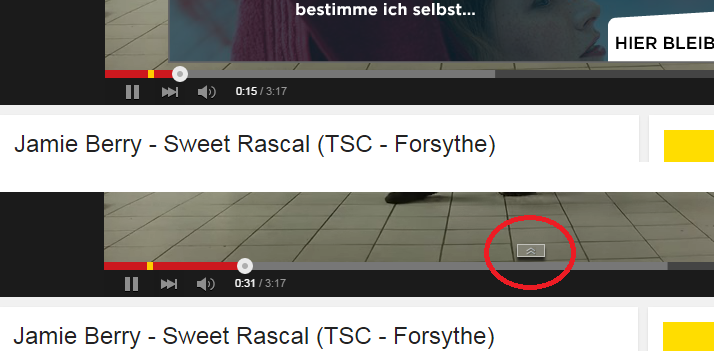 bestimme ich selbst...
HIER BLEIB
0:15 / 3:17
Jamie Berry - Sweet Rascal (TSC - Forsythe)
0:31 / 3:17
Jamie Berry - Sweet Rascal (TSC - Forsythe)